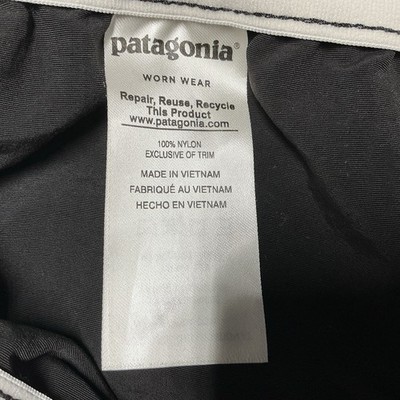 patagonia®
WORN WEAR
Repair, Reuse, Recycle
This Product
www.patagonia.com
100% NYLON
EXCLUSIVE OF TRIM
MADE IN VIETNAM
FABRIQUÉ AU VIETNAM
HECHO EN VIETNAM